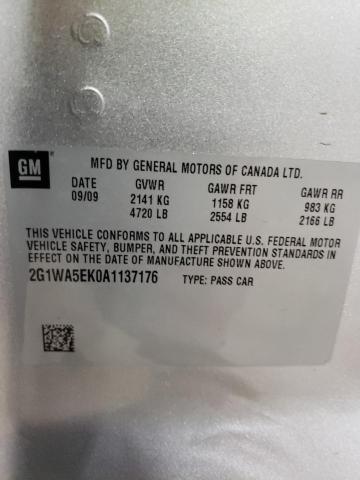 GM
MFD BY GENERAL MOTORS OF CANADA LTD.
DATE GVWR GAWR FRT GAWR RR
09/09 2141 KG 1158 KG 983 KG
4720 LB 2554 LB 2166 LB
THIS VEHICLE CONFORMS TO ALL APPLICABLE U.S. FEDERAL MOTOR
VEHICLE SAFETY, BUMPER, AND THEFT PREVENTION STANDARDS IN
EFFECT ON THE DATE OF MANUFACTURE SHOWN ABOVE.
2G1WA5EK0A1137176 TYPE: PASS CAR